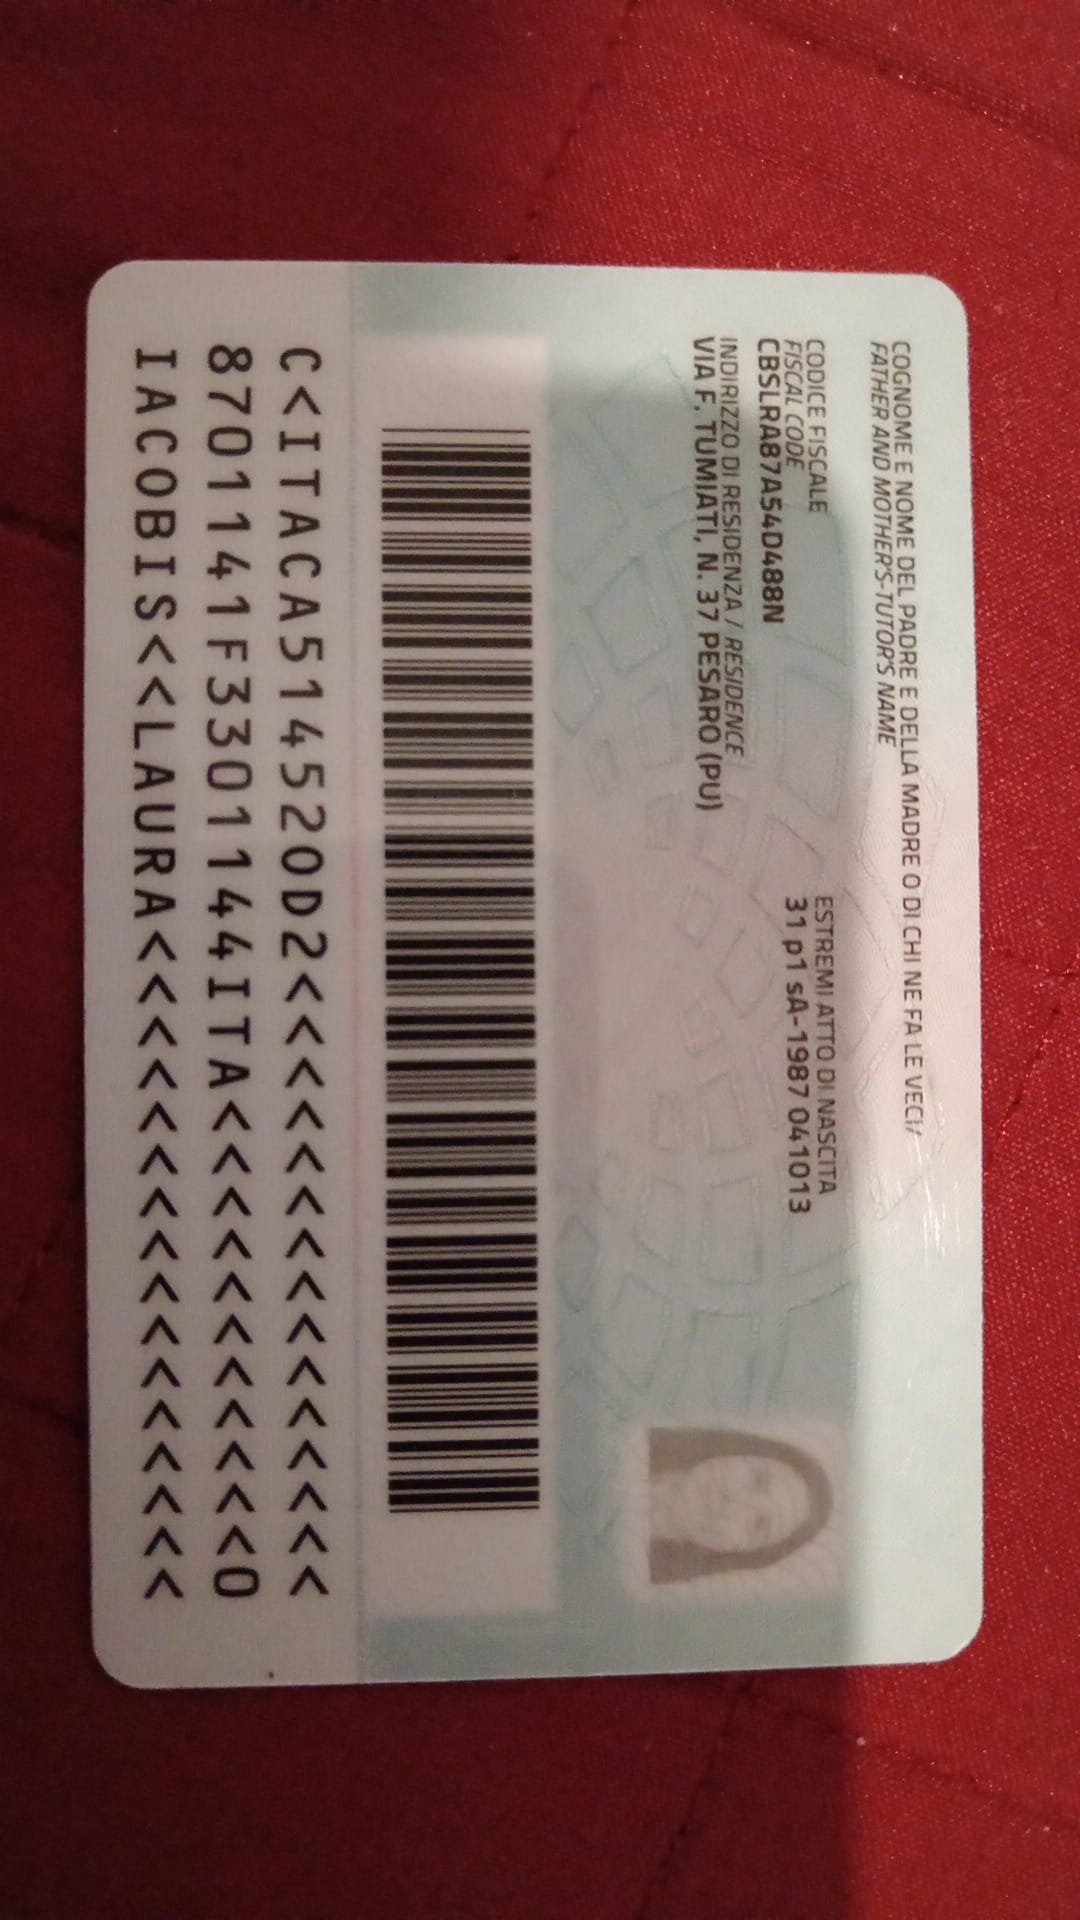 COGNOME E NOME DEL PADRE E DELLA MADRE O DI CHI NE FA LE VECI/
FATHER AND MOTHER'S-TUTOR'S NAME
CODICE FISCALE
FISCAL CODE
CBSLRA87A54D488N
ESTREMI ATTO DI NASCITA
31 p1 sA-1987 041013
INDIRIZZO DI RESIDENZA / RESIDENCE
VIA F. TUMIATI, N. 37 PESARO (PU)
C<ITACA51452OD2<<<<<<<<<<<<<<<
8701141F3301144ITA<<<<<<<<<<<0
IACOBIS<<LAURA<<<<<<<<<<<<<<<<